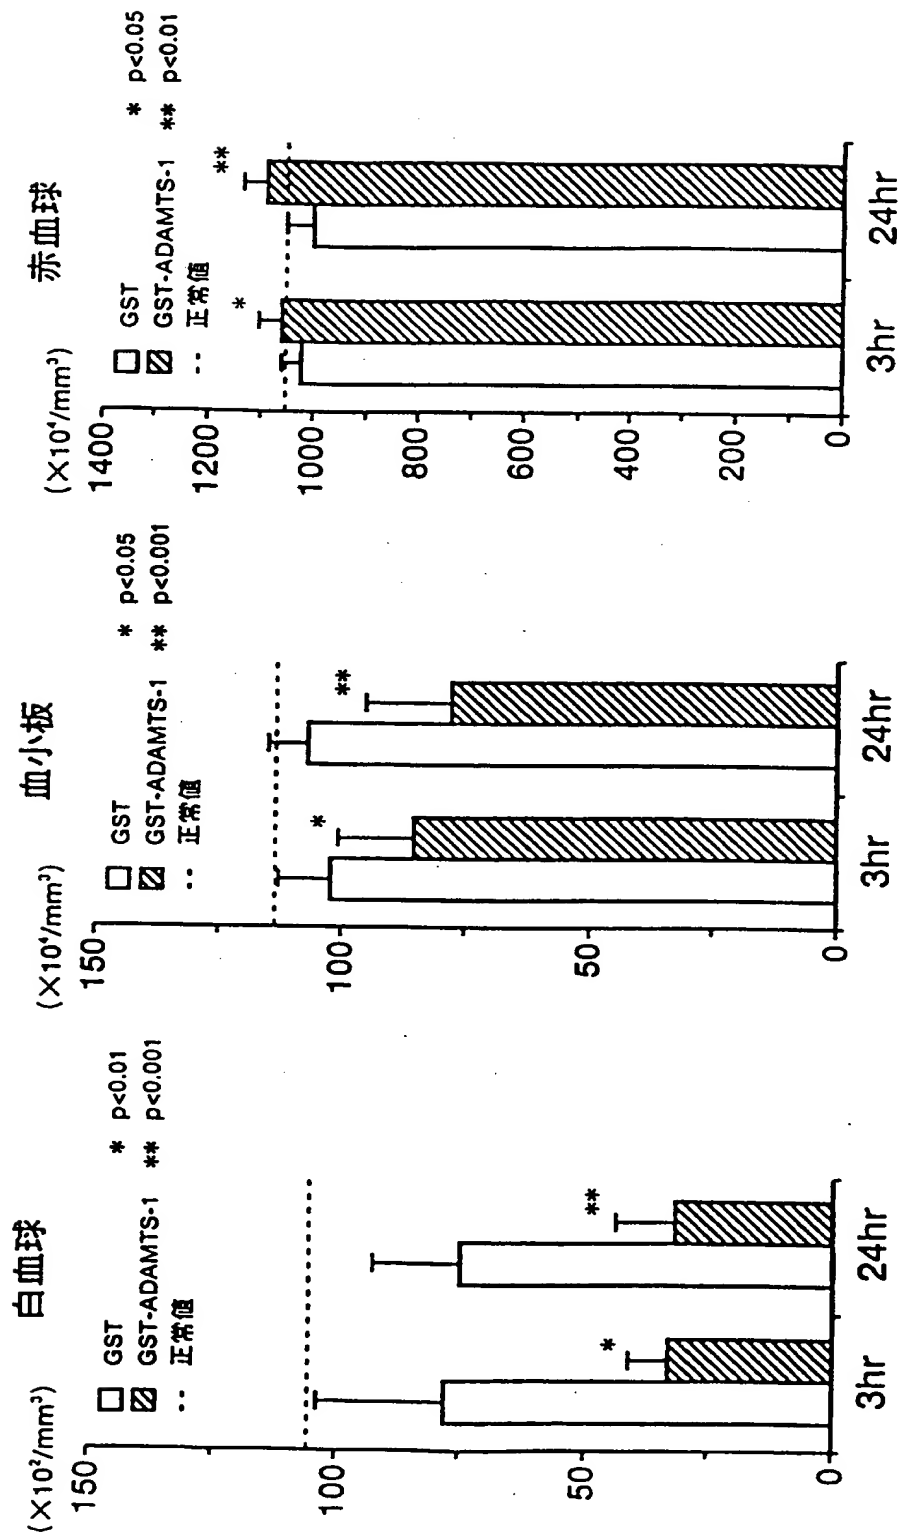 白血球
(×10²/mm³)
GST
GST-ADAMTS-1
正常値
* p<0.01
** p<0.001
150
100
50
0
*
**
3hr
24hr
血小板
(×10⁴/mm³)
GST
GST-ADAMTS-1
正常値
* p<0.05
** p<0.001
150
100
50
0
*
**
3hr
24hr
赤血球
(×10⁴/mm³)
GST
GST-ADAMTS-1
正常値
* p<0.05
** p<0.01
1400
1200
1000
800
600
400
200
0
*
**
3hr
24hr